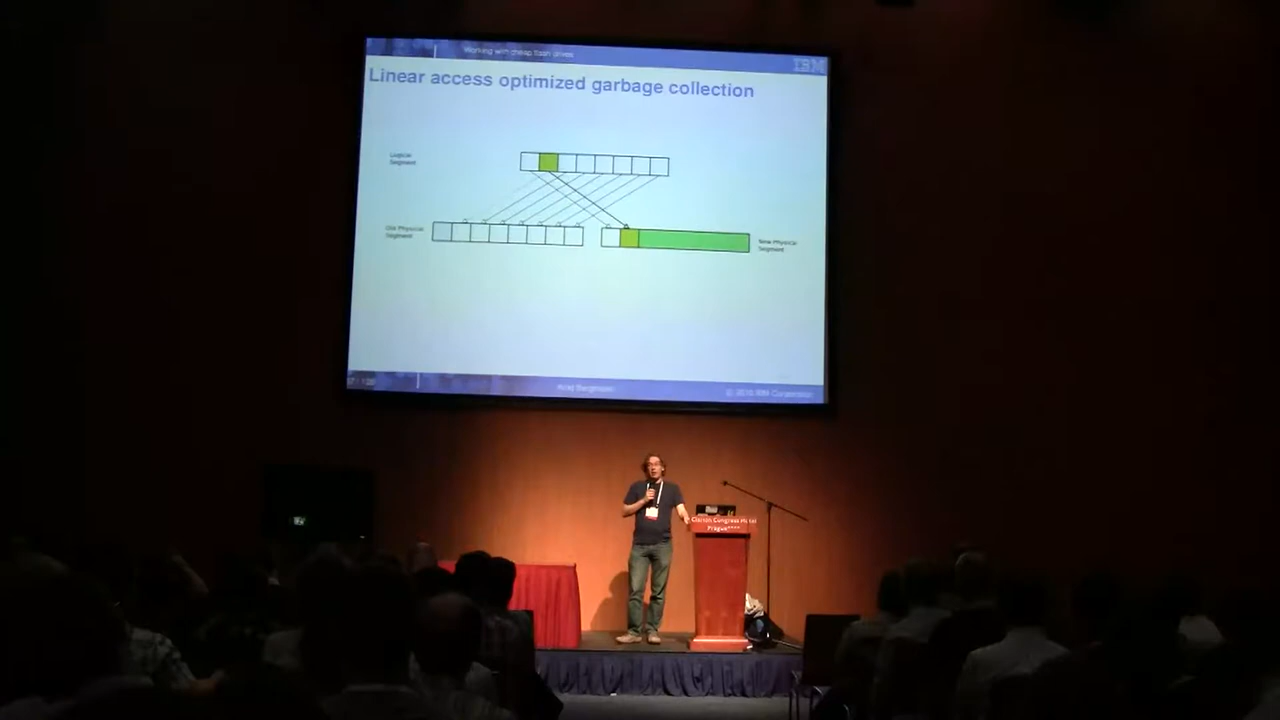 Working with cheap flash drives
IBM
Linear access optimized garbage collection
Logical
Segment
Old Physical
Segment
New Physical
Segment
Arnd Bergmann
© 2010 IBM Corporation
Clarion Congress Hotel
Prague****